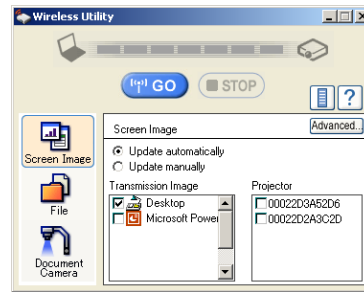 Wireless Utility
GO
STOP
?
Screen Image
Advanced...
Screen Image
Update automatically
Update manually
File
Transmission Image
Projector
Desktop
Microsoft Power
00022D3A52D6
00022D2A3C2D
Document
Camera